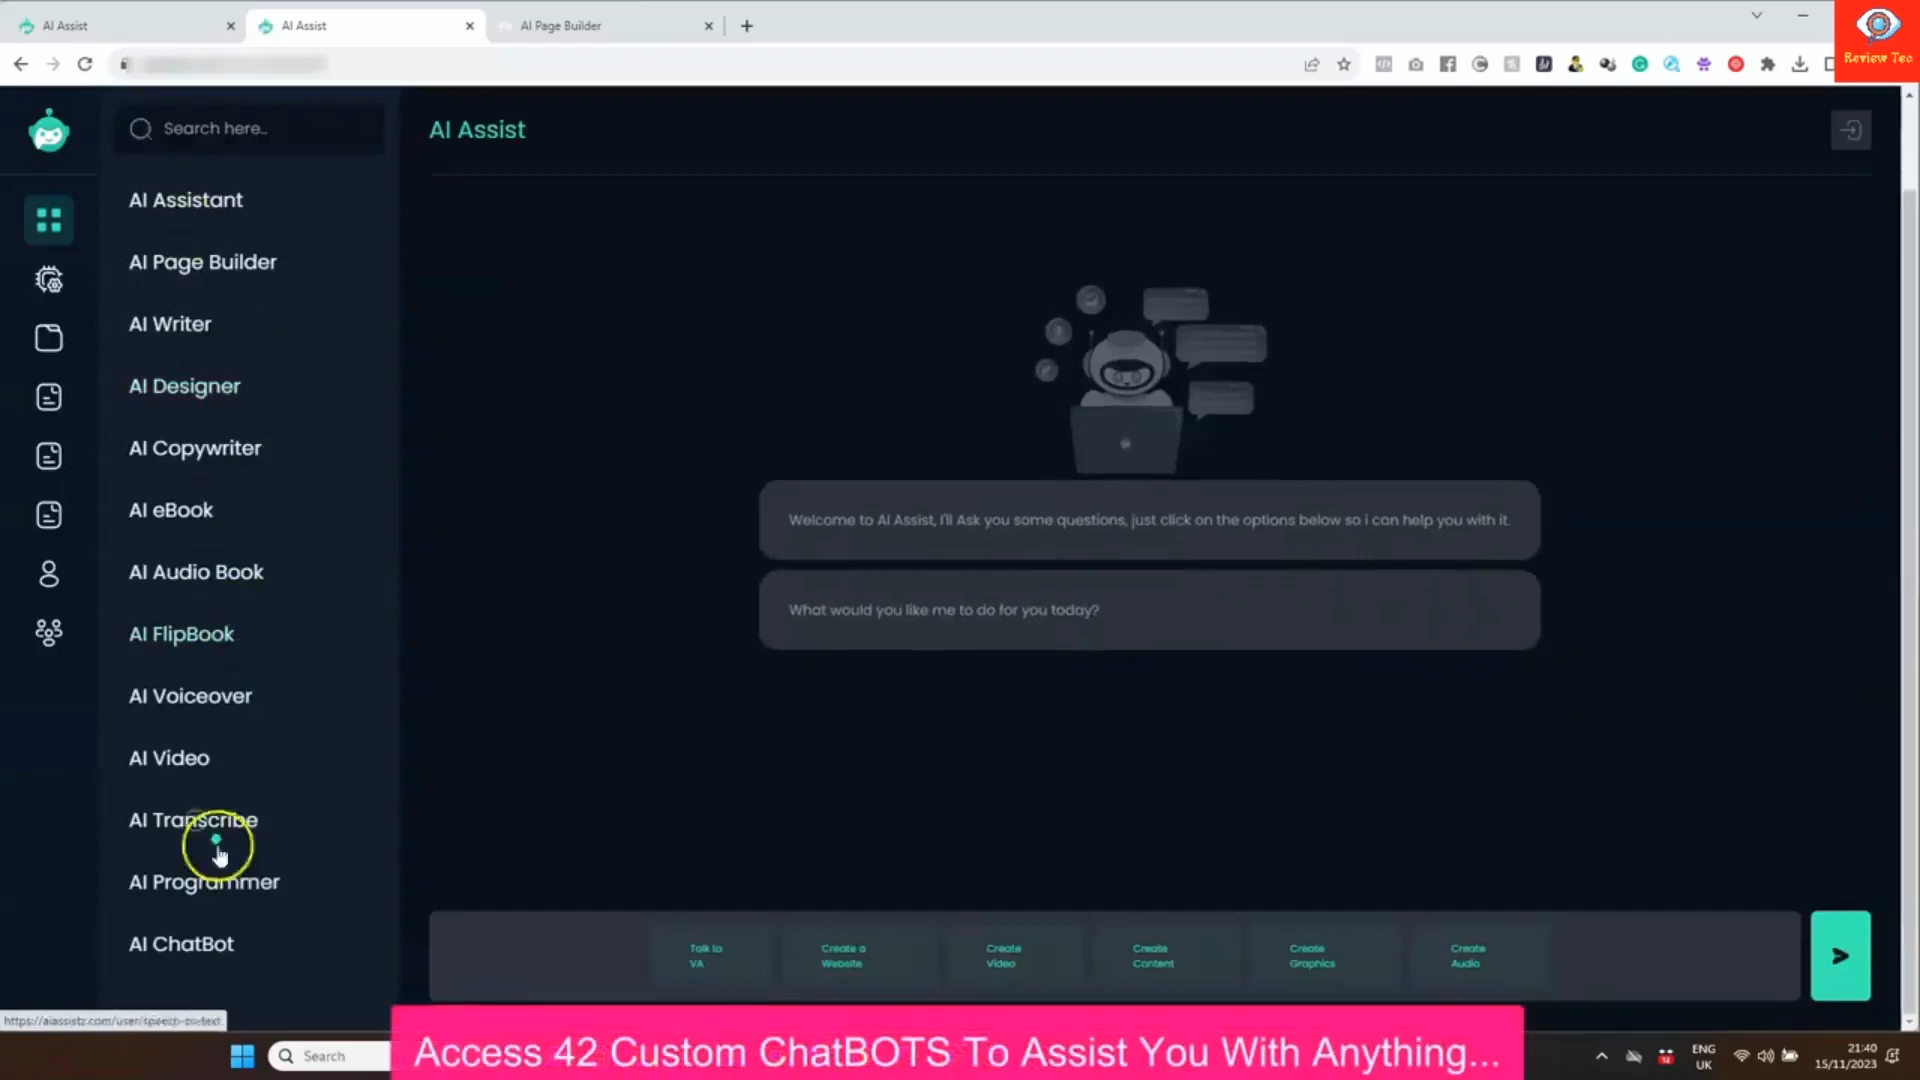 AI Assist
AI Assist
AI Page Builder
Review Tec
Search here..
AI Assist
AI Assistant
AI Page Builder
AI Writer
AI Designer
AI Copywriter
AI eBook
AI Audio Book
AI FlipBook
AI Voiceover
AI Video
AI Transcribe
AI Programmer
AI ChatBot
Welcome to AI Assist, I'll Ask you some questions, just click on the options below so i can help you with it.
What would you like me to do for you today?
Talk to
VA
Create a
Website
Create
Video
Create
Content
Create
Graphics
Create
Audio
>
Access 42 Custom ChatBOTS To Assist You With Anything...
Search
ENG
UK
21:40
15/11/2023